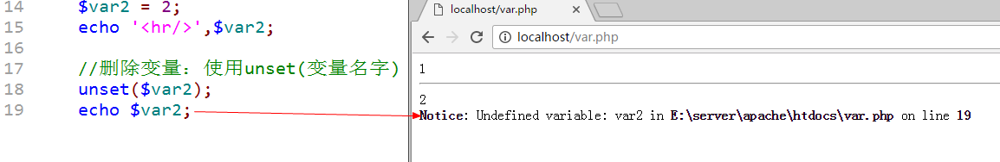 14 $var2 = 2;
15 echo '<hr/>',$var2;
16
17 //删除变量：使用unset(变量名字)
18 unset($var2);
19 echo $var2;
localhost/var.php
localhost/var.php
1
2
Notice: Undefined variable: var2 in E:\server\apache\htdocs\var.php on line 19